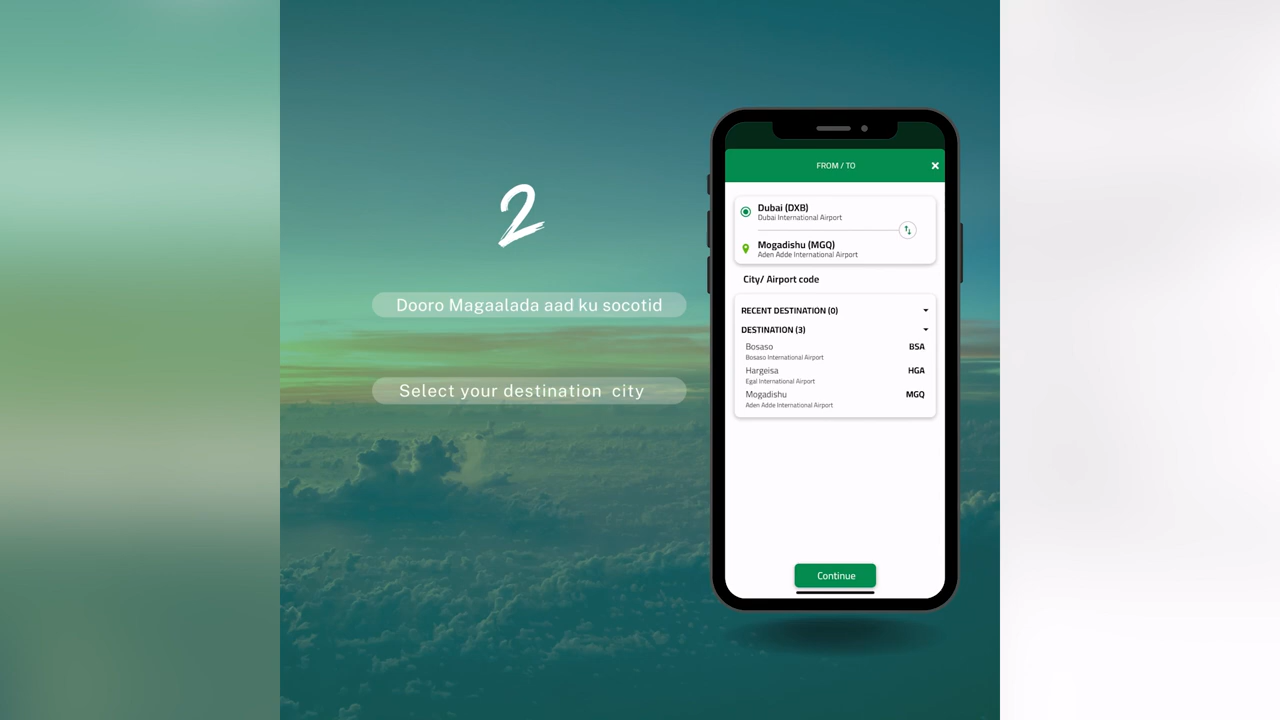 2
Dooro Magaalada aad ku socotid
Select your destination city
FROM / TO
Dubai (DXB)
Dubai International Airport
Mogadishu (MGQ)
Aden Adde International Airport
City/ Airport code
RECENT DESTINATION (0)
DESTINATION (3)
Bosaso BSA
Bosaso International Airport
Hargeisa HGA
Egal International Airport
Mogadishu MGQ
Aden Adde International Airport
Continue